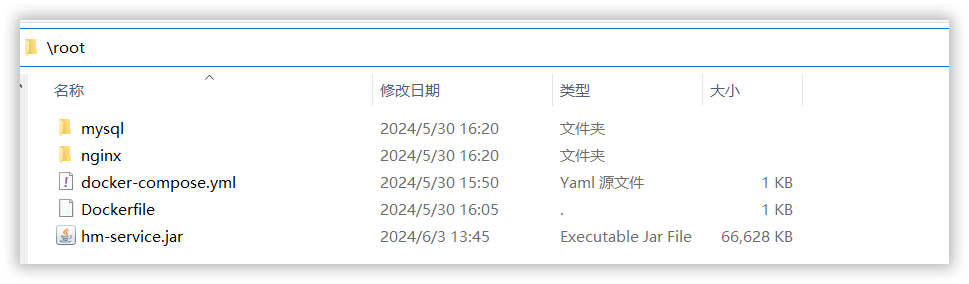 \root
名称 修改日期 类型 大小
mysql 2024/5/30 16:20 文件夹
nginx 2024/5/30 16:20 文件夹
docker-compose.yml 2024/5/30 15:50 Yaml 源文件 1 KB
Dockerfile 2024/5/30 16:05 . 1 KB
hm-service.jar 2024/6/3 13:45 Executable Jar File 66,628 KB